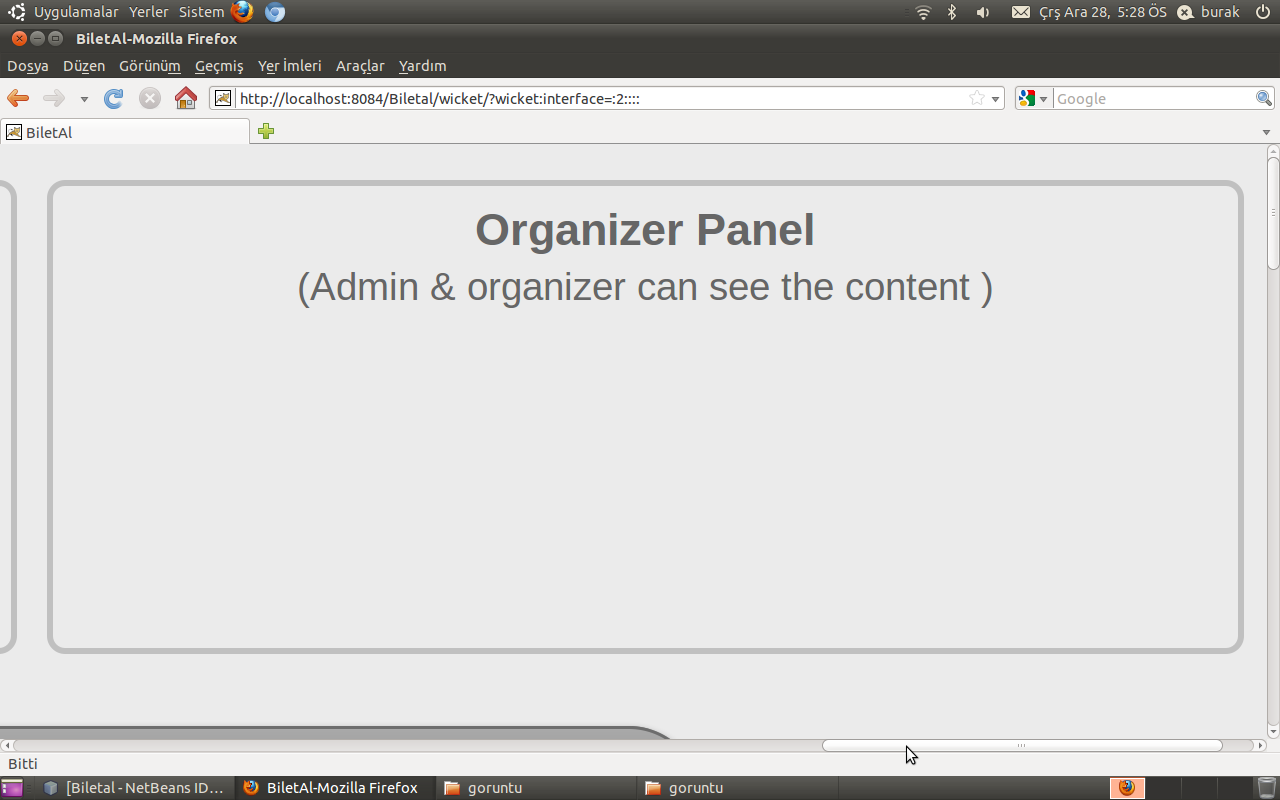 Uygulamalar Yerler Sistem Çrş Ara 28, 5:28 ÖS burak
BiletAl-Mozilla Firefox
Dosya Düzen Görünüm Geçmiş Yer İmleri Araçlar Yardım
http://localhost:8084/Biletal/wicket/?wicket:interface=:2:::: Google
BiletAl
Organizer Panel
(Admin & organizer can see the content )
Bitti
[Biletal - NetBeans ID... BiletAl-Mozilla Firefox goruntu goruntu